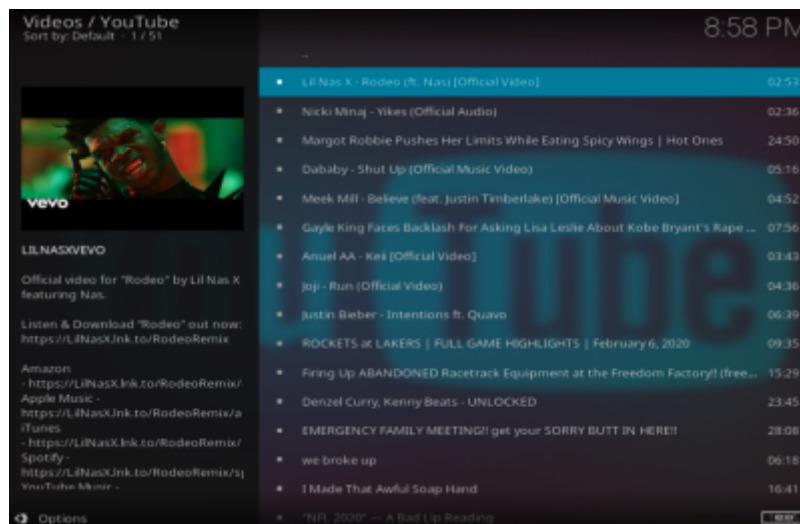 Videos / YouTube
Sort by: Default · 1 / 51
8:58 PM
..
Lil Nas X - Rodeo (ft. Nas) [Official Video] 02:53
Nicki Minaj - Yikes (Official Audio) 02:36
Margot Robbie Pushes Her Limits While Eating Spicy Wings | Hot Ones 24:50
Dababy - Shut Up (Official Music Video) 05:16
Meek Mill - Believe (feat. Justin Timberlake) [Official Music Video] 04:52
Gayle King Faces Backlash For Asking Lisa Leslie About Kobe Bryant's Rape ... 07:56
Anuel AA - Keii [Official Video] 03:43
Joji - Run (Official Video) 04:36
Justin Bieber - Intentions ft. Quavo 06:39
ROCKETS at LAKERS | FULL GAME HIGHLIGHTS | February 6, 2020 09:35
Firing Up ABANDONED Racetrack Equipment at the Freedom Factory!! (free... 15:29
Denzel Curry, Kenny Beats - UNLOCKED 23:45
EMERGENCY FAMILY MEETING!! get your SORRY BUTT IN HERE!! 28:08
we broke up 06:18
I Made That Awful Soap Hand 16:41
"NFL 2020" — A Bad Lip Reading
vevo
LILNASXVEVO
Official video for "Rodeo" by Lil Nas X
featuring Nas.
Listen & Download "Rodeo" out now:
https://LilNasX.lnk.to/RodeoRemix
Amazon
- https://LilNasX.lnk.to/RodeoRemix/
Apple Music -
https://LilNasX.lnk.to/RodeoRemix/a
iTunes
- https://LilNasX.lnk.to/RodeoRemix/
Spotify -
https://LilNasX.lnk.to/RodeoRemix/sp
YouTube Music -
Options
Tube